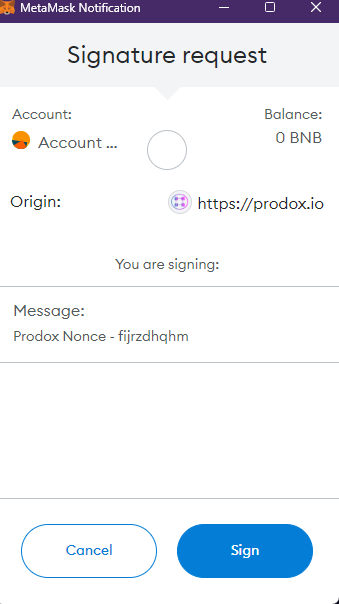 MetaMask Notification
Signature request
Account: Balance:
Account ... 0 BNB
Origin: https://prodox.io
You are signing:
Message:
Prodox Nonce - fijrzdhqhm
Cancel Sign